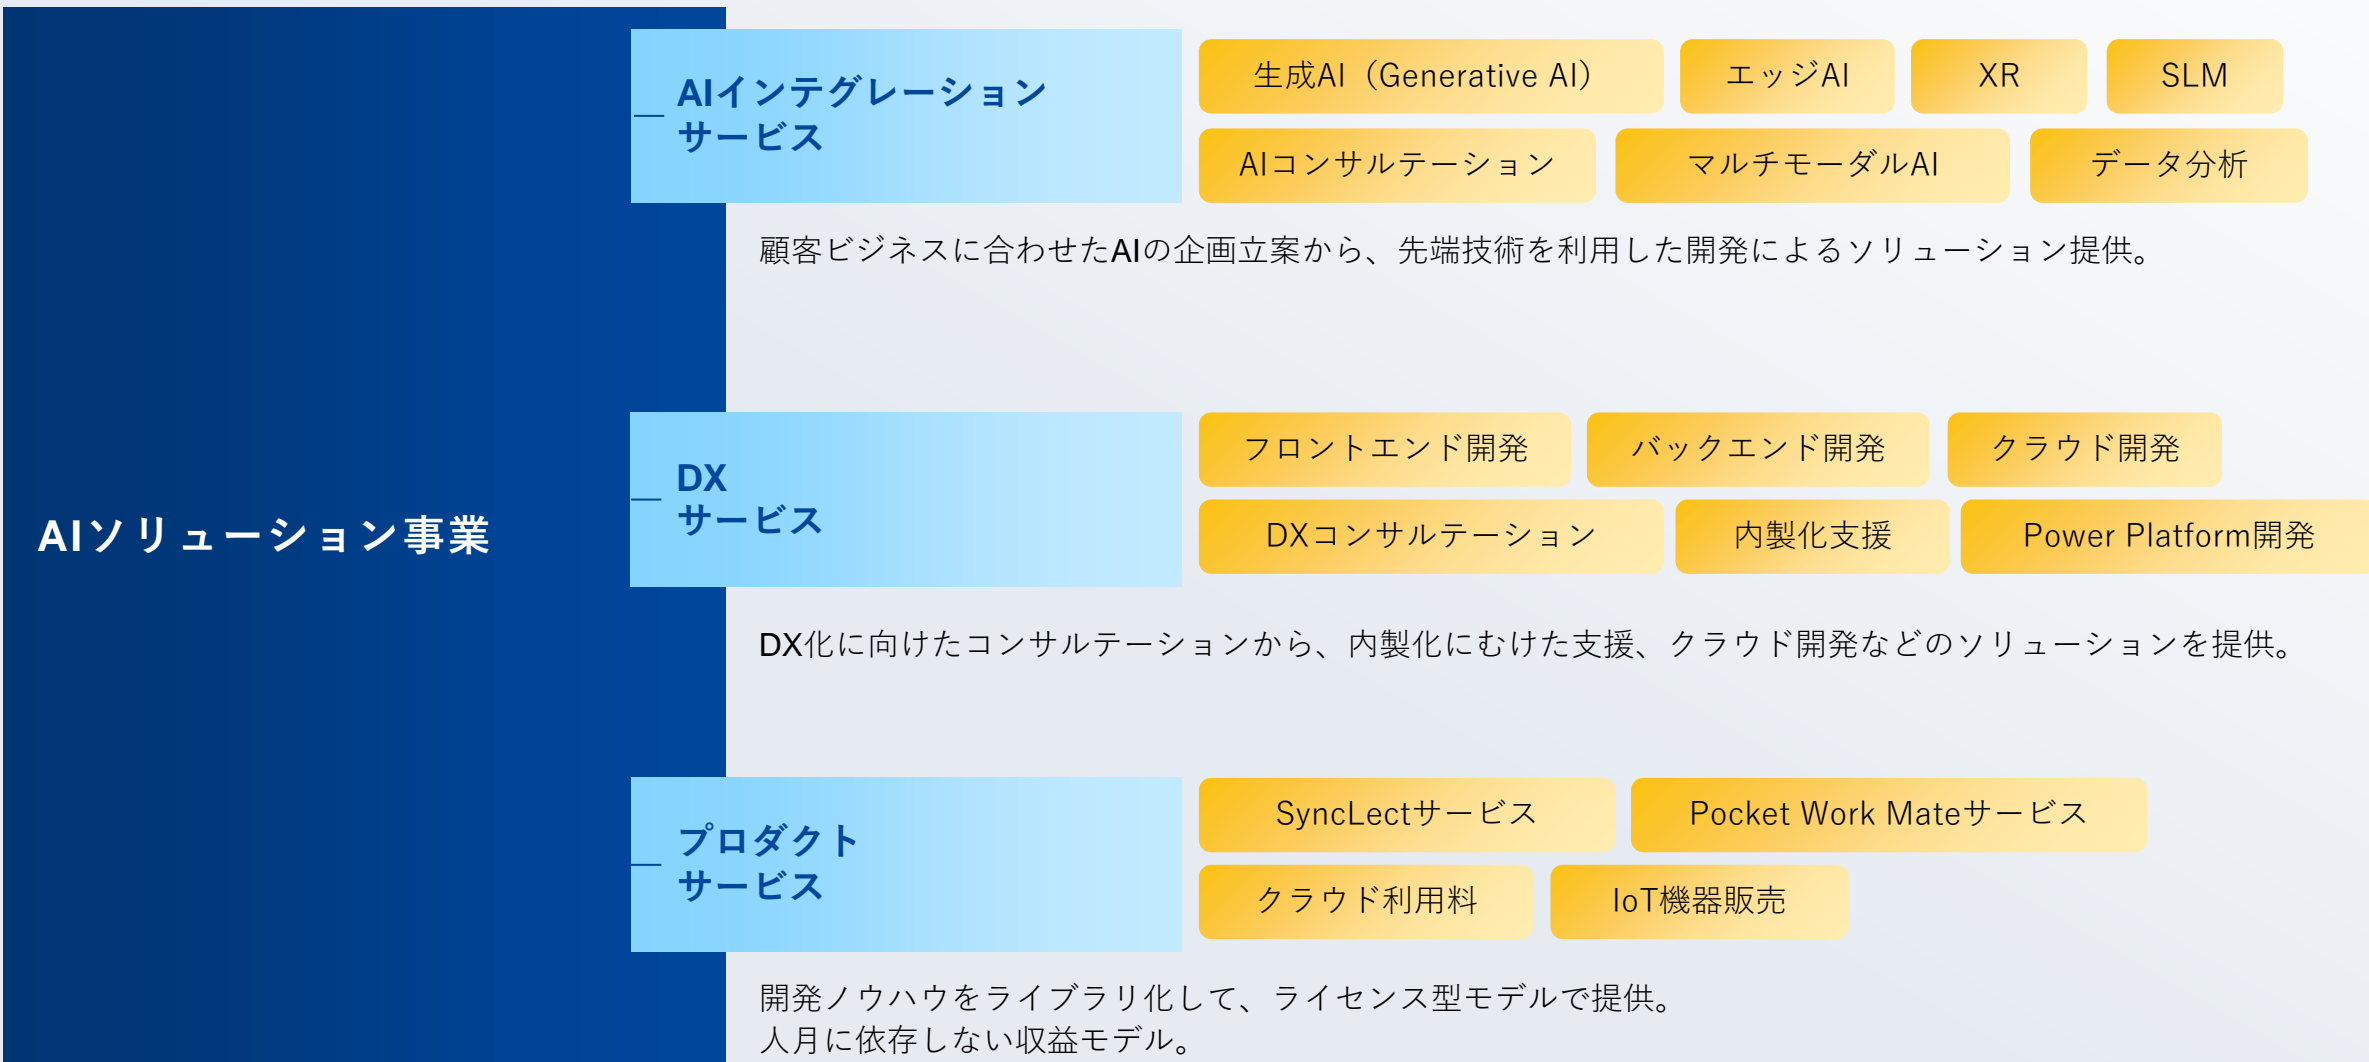 AIソリューション事業
AIインテグレーション
サービス
生成AI（Generative AI）
エッジAI
XR
SLM
AIコンサルテーション
マルチモーダルAI
データ分析
顧客ビジネスに合わせたAIの企画立案から、先端技術を利用した開発によるソリューション提供。
DX
サービス
フロントエンド開発
バックエンド開発
クラウド開発
DXコンサルテーション
内製化支援
Power Platform開発
DX化に向けたコンサルテーションから、内製化にむけた支援、クラウド開発などのソリューションを提供。
プロダクト
サービス
SyncLectサービス
Pocket Work Mateサービス
クラウド利用料
IoT機器販売
開発ノウハウをライブラリ化して、ライセンス型モデルで提供。
人月に依存しない収益モデル。